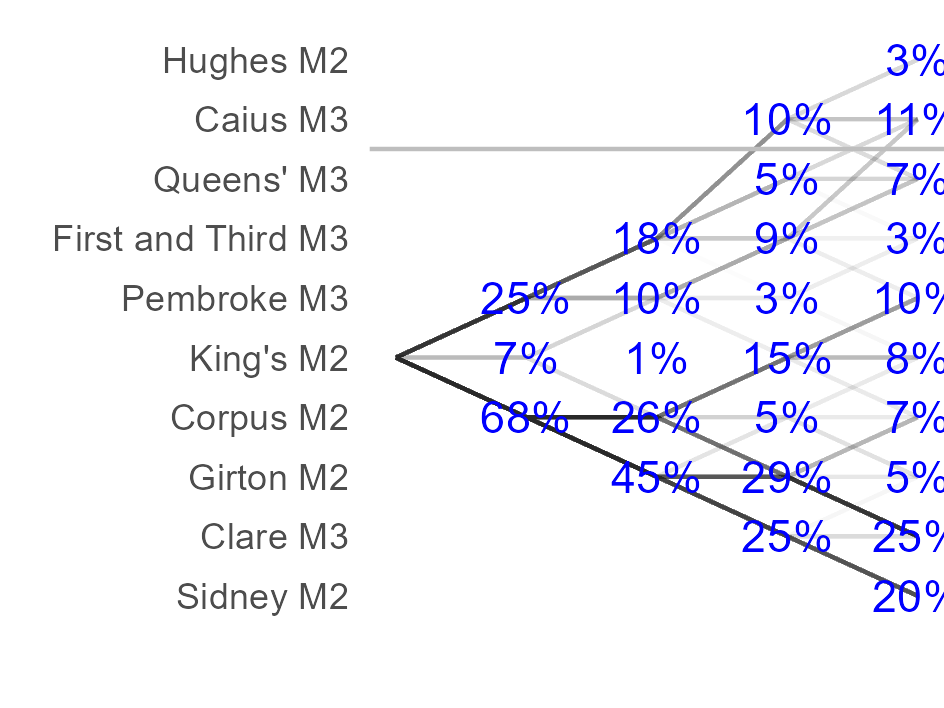 Hughes M2 3%
Caius M3 10% 11%
Queens' M3 5% 7%
First and Third M3 18% 9% 3%
Pembroke M3 25% 10% 3% 10%
King's M2 7% 1% 15% 8%
Corpus M2 68% 26% 5% 7%
Girton M2 45% 29% 5%
Clare M3 25% 25%
Sidney M2 20%